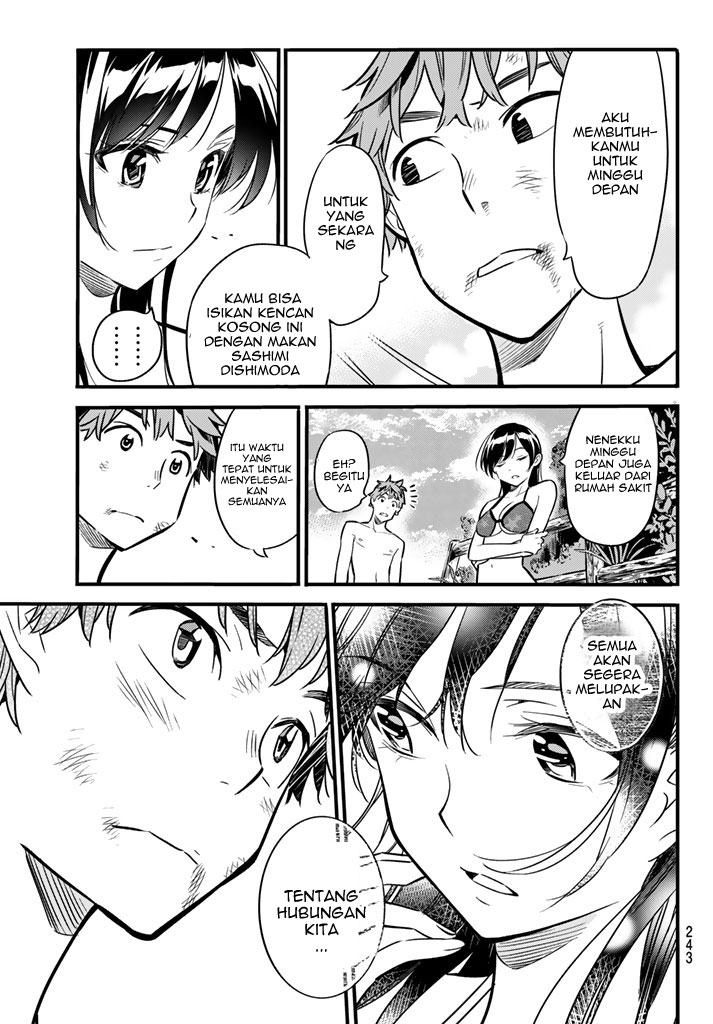 AKU
MEMBUTUH-
KANMU
UNTUK
MINGGU
DEPAN
UNTUK
YANG
SEKARA
NG
KAMU BISA
ISIKAN KENCAN
KOSONG INI
DENGAN MAKAN
SASHIMI
DISHIMODA
NENEKKU
MINGGU
DEPAN JUGA
KELUAR DARI
RUMAH SAKIT
EH?
BEGITU
YA
ITU WAKTU
YANG
TEPAT UNTUK
MENYELESAI-
KAN
SEMUANYA
SEMUA
AKAN
SEGERA
MELUPAK-
AN
TENTANG
HUBUNGAN
KITA
...
243